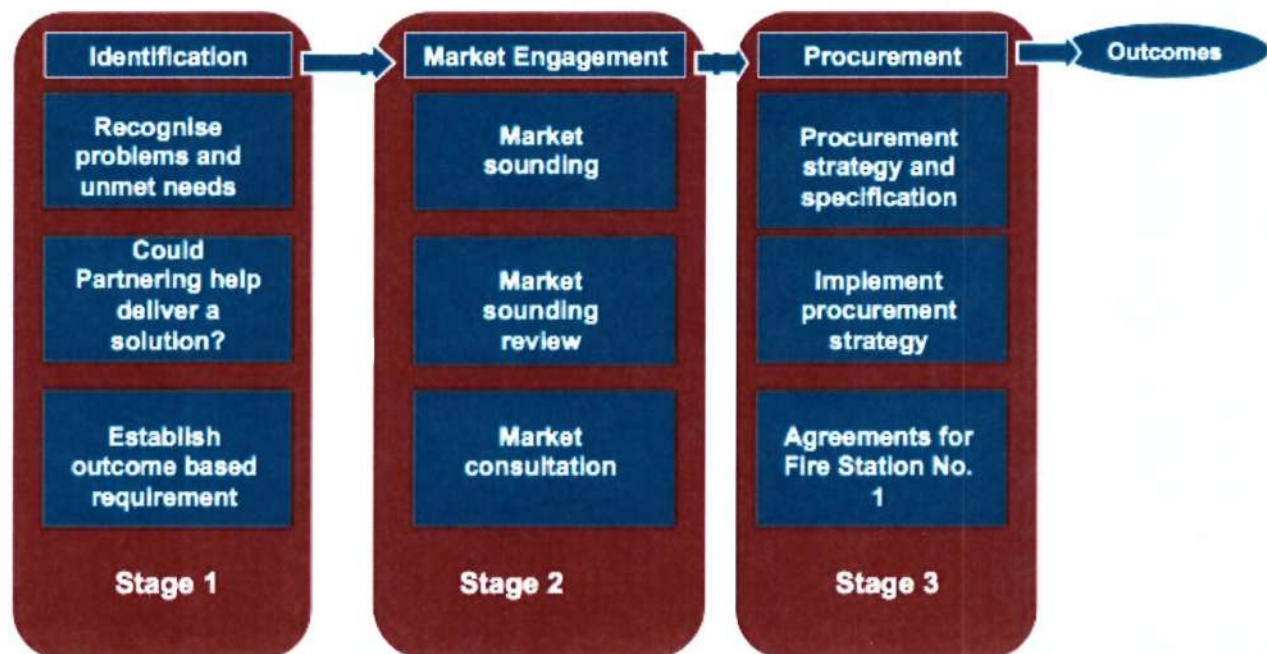 Identification
Market Engagement
Procurement
Outcomes
Recognise
problems and
unmet needs
Could
Partnering help
deliver a
solution?
Establish
outcome based
requirement
Stage 1
Market
sounding
Market
sounding
review
Market
consultation
Stage 2
Procurement
strategy and
specification
Implement
procurement
strategy
Agreements for
Fire Station No.
1
Stage 3